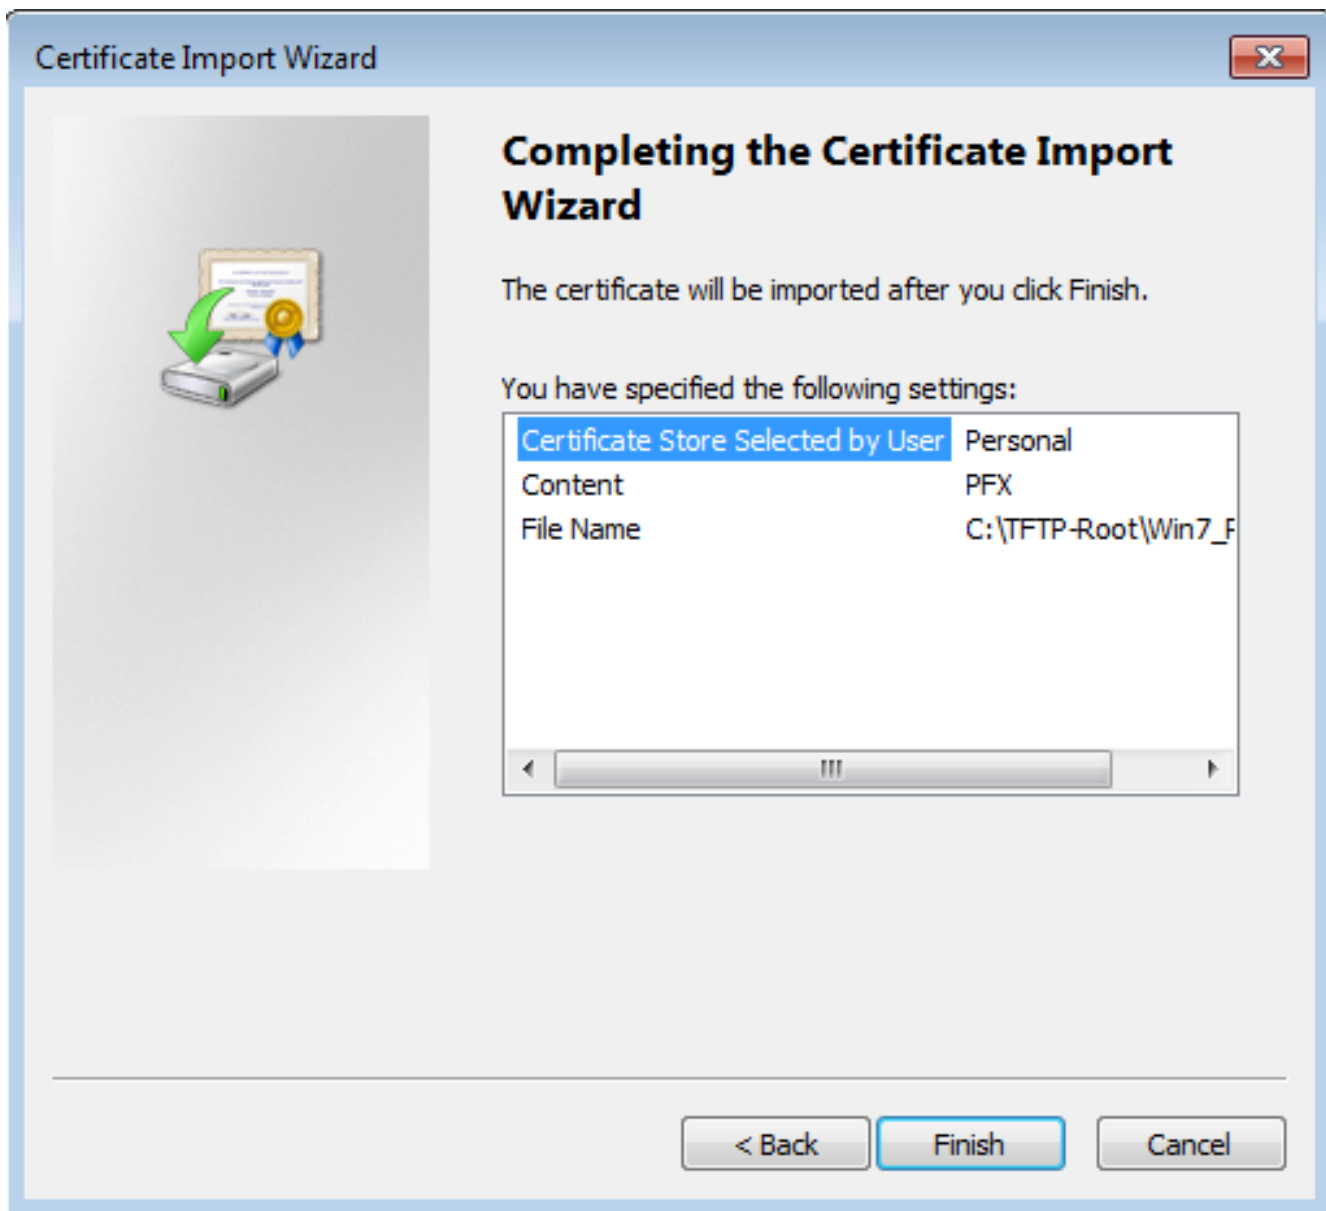 Certificate Import Wizard
Completing the Certificate Import
Wizard
The certificate will be imported after you click Finish.
You have specified the following settings:
Certificate Store Selected by User Personal
Content PFX
File Name C:\TFTP-Root\Win7_
< Back Finish Cancel